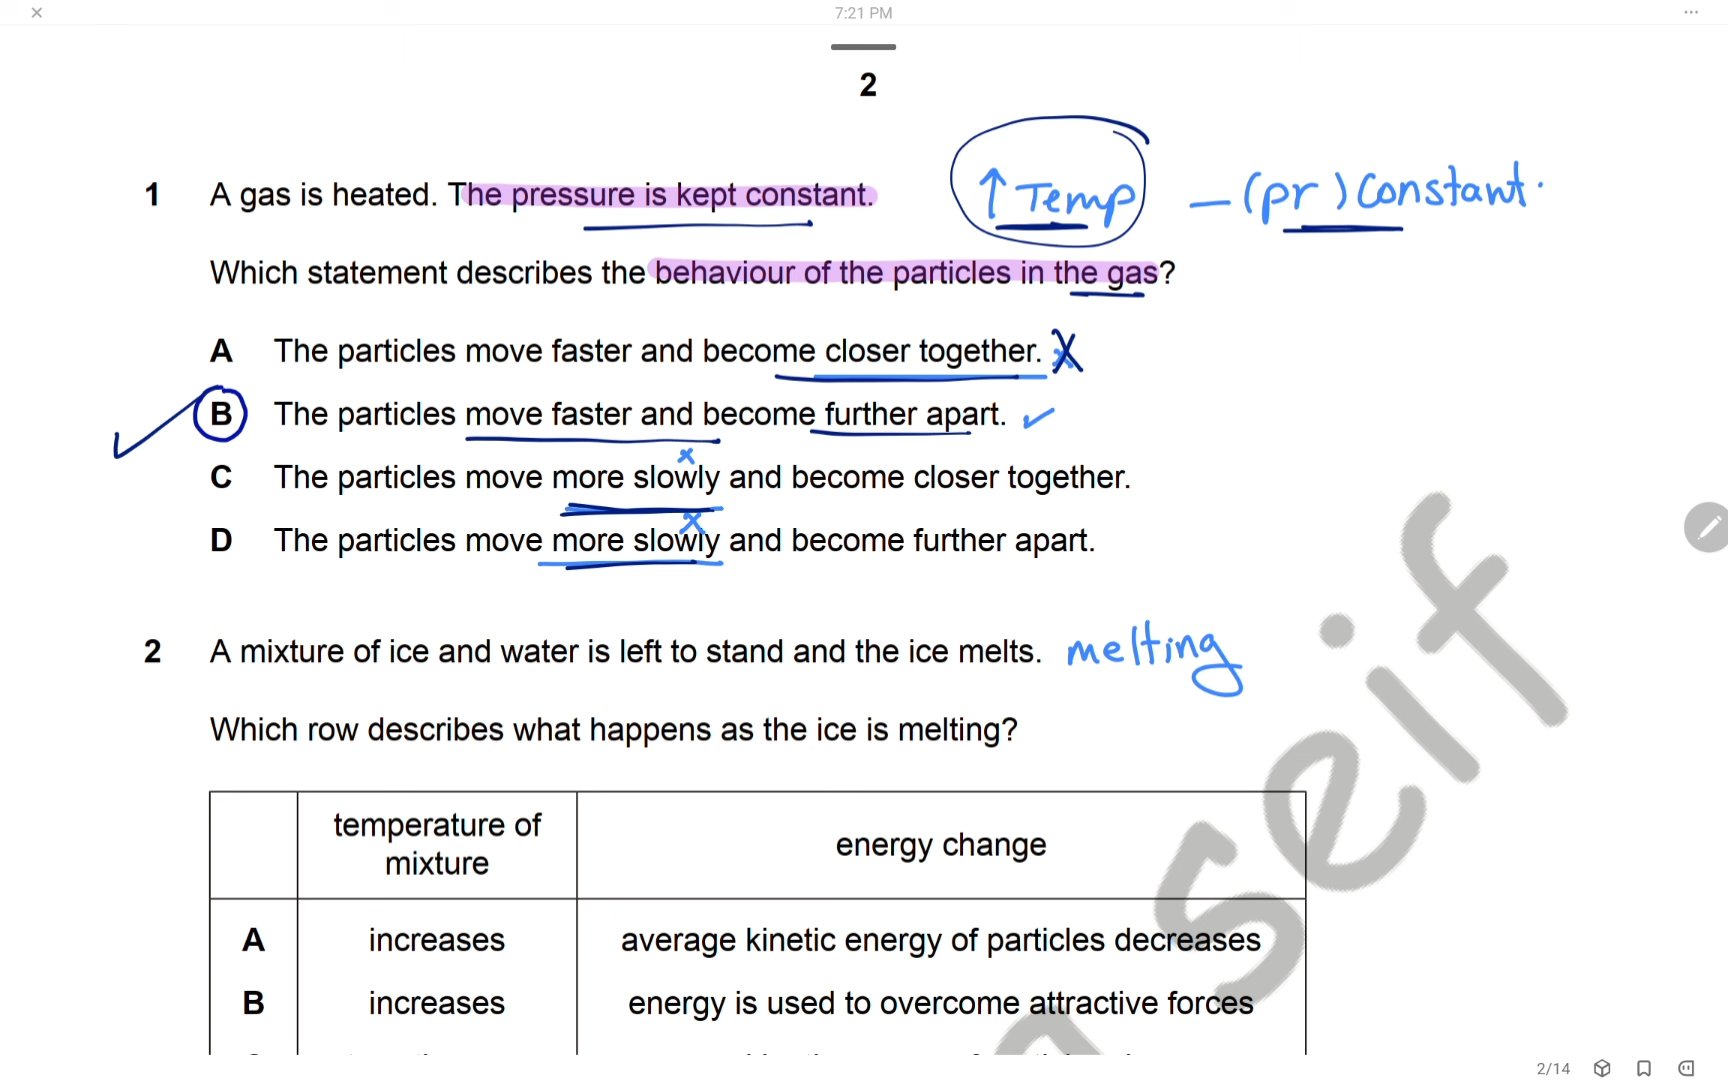 7:21 PM
2
1 A gas is heated. The pressure is kept constant. ↑ Temp — (pr) Constant.
Which statement describes the behaviour of the particles in the gas?
A The particles move faster and become closer together. X
B The particles move faster and become further apart. ✓
x
C The particles move more slowly and become closer together.
x
D The particles move more slowly and become further apart.
2 A mixture of ice and water is left to stand and the ice melts. melting
Which row describes what happens as the ice is melting?
temperature of mixture energy change
A increases average kinetic energy of particles decreases
B increases energy is used to overcome attractive forces
seif
2/14